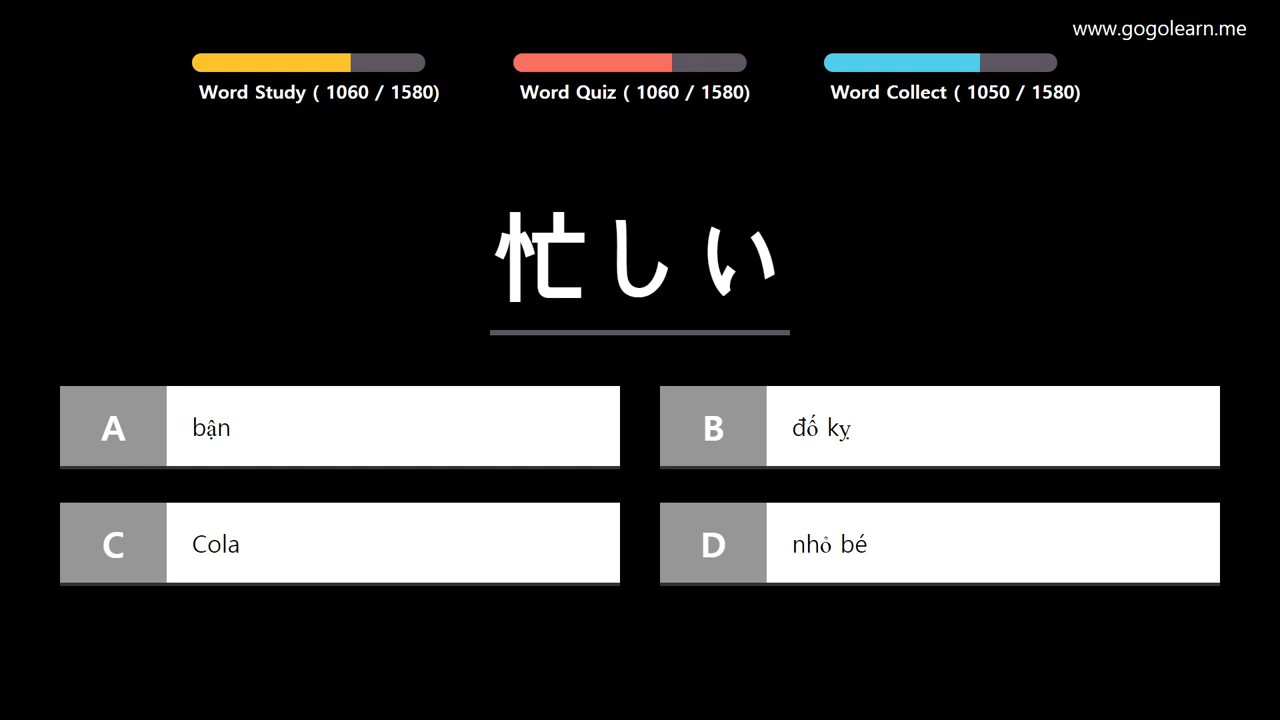 www.gogolearn.me
Word Study ( 1060 / 1580)
Word Quiz ( 1060 / 1580)
Word Collect ( 1050 / 1580)
忙しい
A bận
B đố kỵ
C Cola
D nhỏ bé